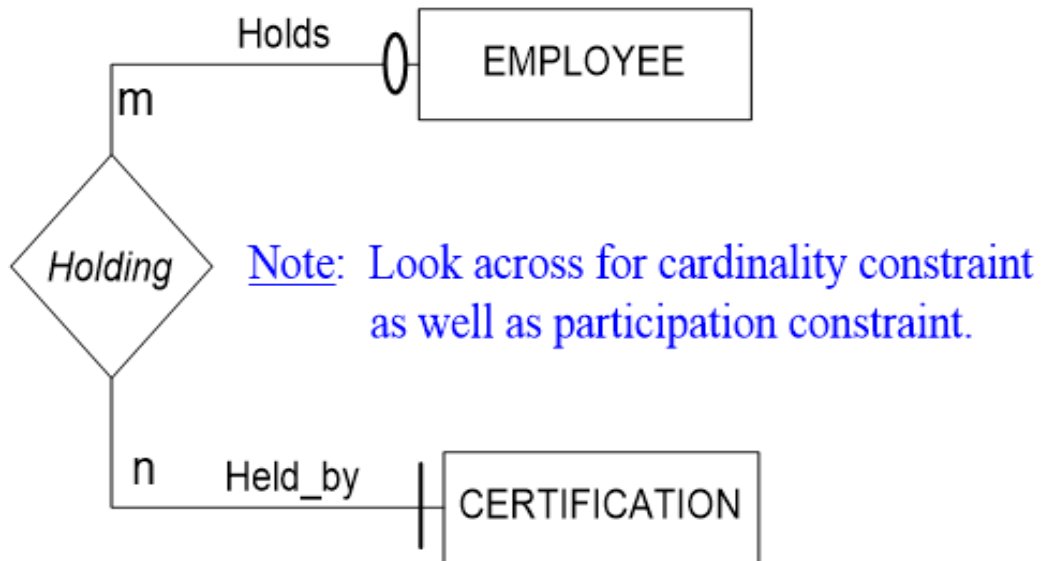 Holds
EMPLOYEE
m
Holding
Note: Look across for cardinality constraint
as well as participation constraint.
n
Held_by
CERTIFICATION